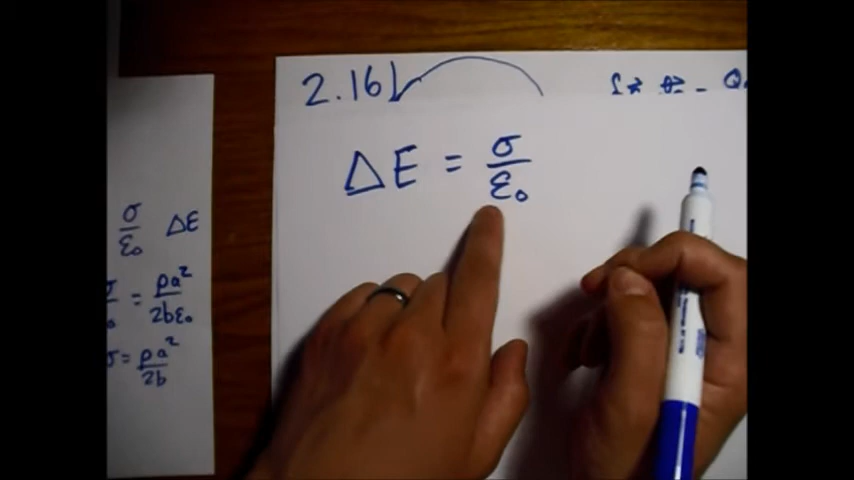 2.16
ΔE = σ/ε₀
σ/ε₀ ΔE
= ρa²/2bε₀
σ = ρa²/2b